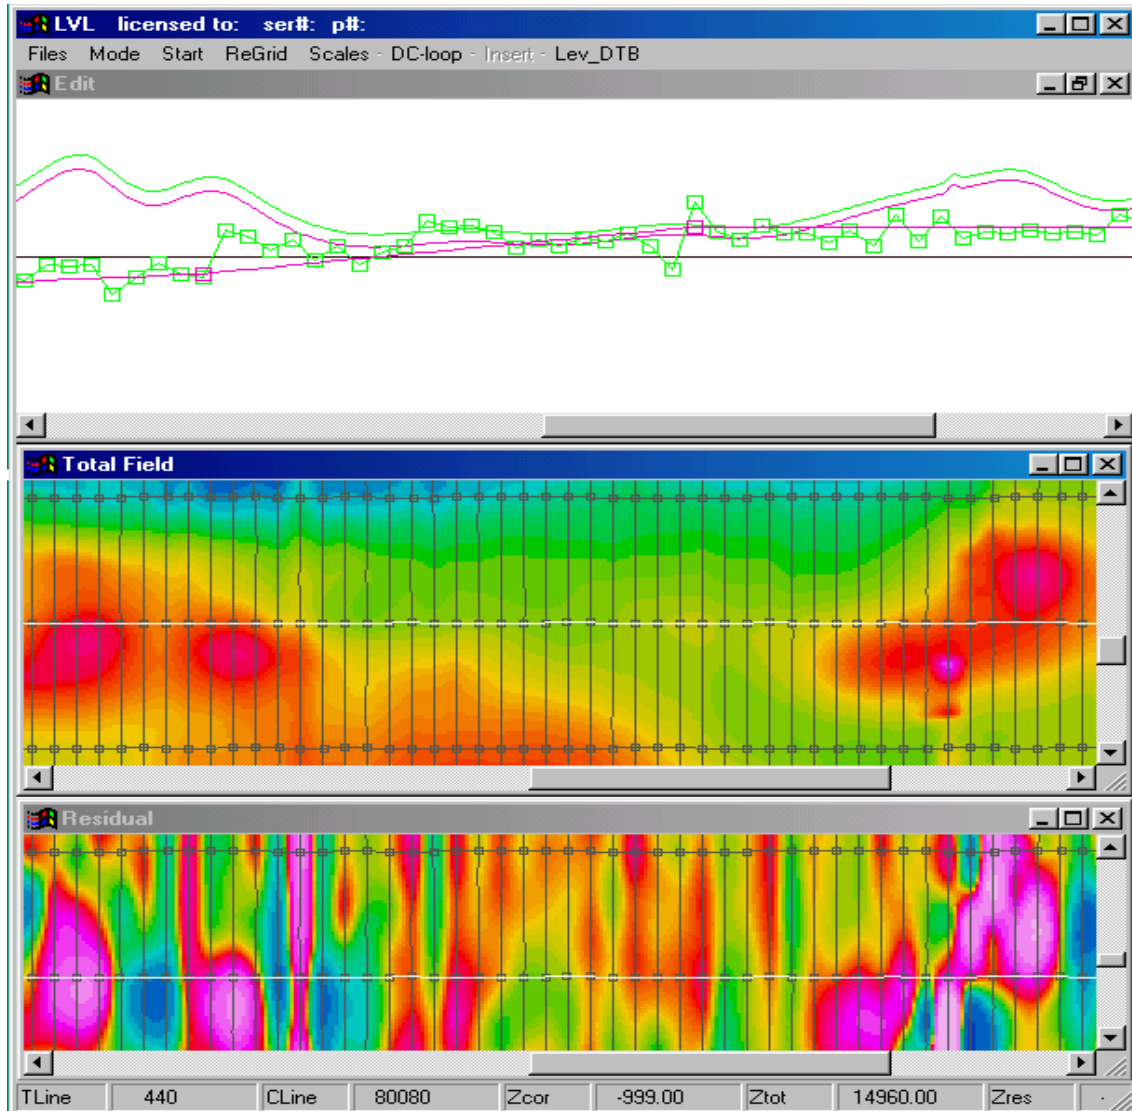 LVL licensed to: ser#: p#:
Files Mode Start ReGrid Scales - DC-loop - Insert - Lev_DTB
Edit
Total Field
Residual
TLine 440 CLine 80080 Zcor -999.00 Ztot 14960.00 Zres